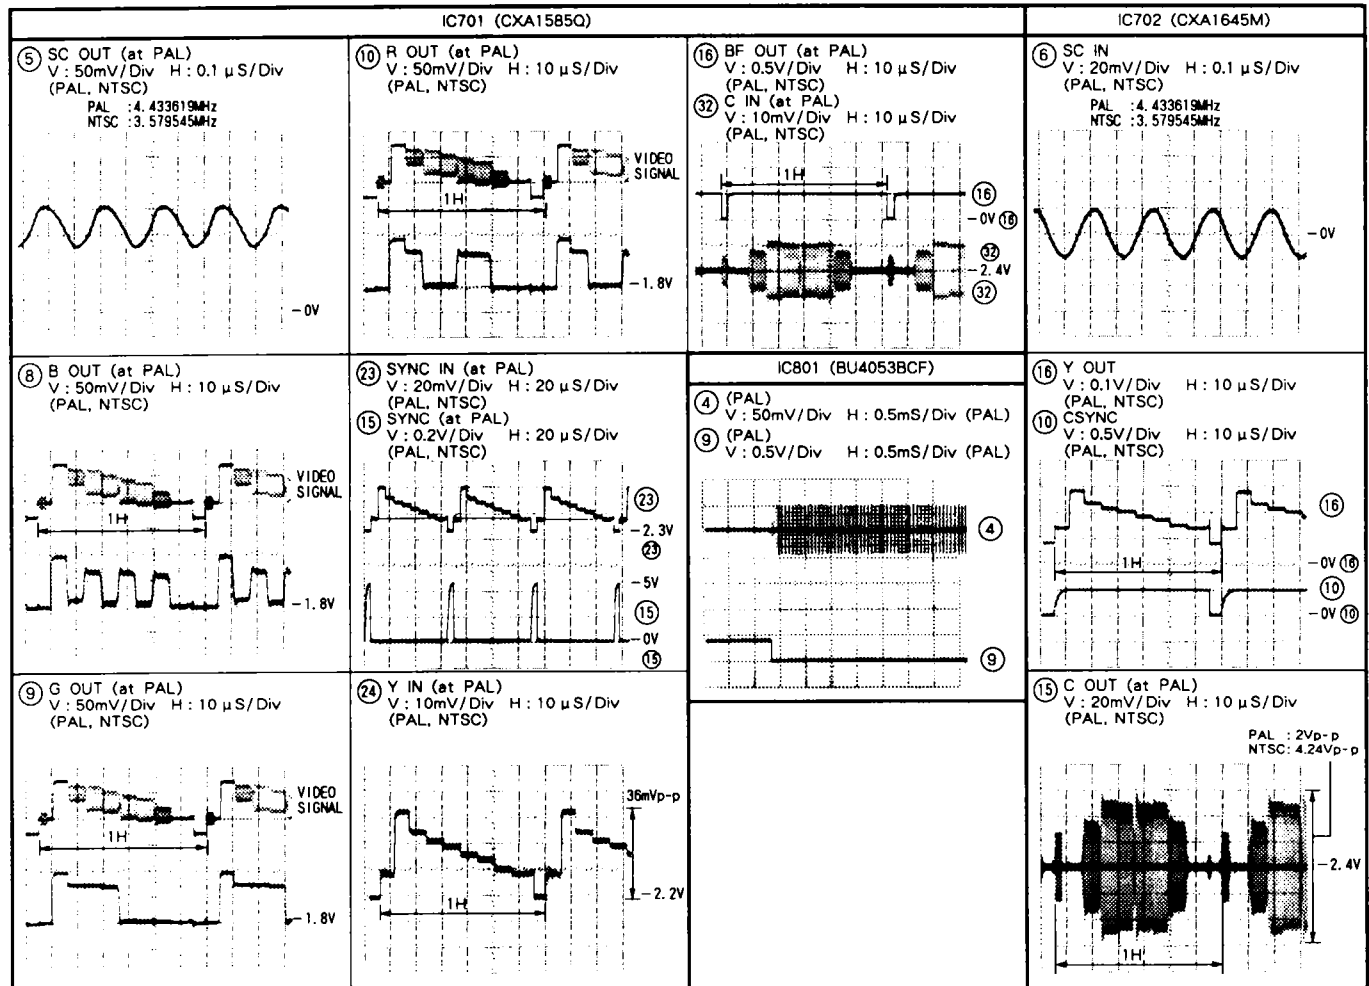 IC701 (CXA1585Q)
⑤ SC OUT (at PAL)
V : 50mV/Div H : 0.1 µS/Div
(PAL, NTSC)
PAL : 4.433619MHz
NTSC : 3.579545MHz
−0V
⑩ R OUT (at PAL)
V : 50mV/Div H : 10 µS/Div
(PAL, NTSC)
VIDEO
SIGNAL
1H
−1.8V
⑯ BF OUT (at PAL)
V : 0.5V/Div H : 10 µS/Div
(PAL, NTSC)
㉜ C IN (at PAL)
V : 10mV/Div H : 10 µS/Div
(PAL, NTSC)
1H
⑯
−0V ⑯
㉜
−2.4V
㉜
⑧ B OUT (at PAL)
V : 50mV/Div H : 10 µS/Div
(PAL, NTSC)
VIDEO
SIGNAL
1H
−1.8V
㉓ SYNC IN (at PAL)
V : 20mV/Div H : 20 µS/Div
(PAL, NTSC)
⑮ SYNC (at PAL)
V : 0.2V/Div H : 20 µS/Div
(PAL, NTSC)
㉓
−2.3V
㉓
−5V
⑮
−0V
⑮
⑨ G OUT (at PAL)
V : 50mV/Div H : 10 µS/Div
(PAL, NTSC)
VIDEO
SIGNAL
1H
−1.8V
㉔ Y IN (at PAL)
V : 10mV/Div H : 10 µS/Div
(PAL, NTSC)
36mVp-p
1H
−2.2V
IC801 (BU4053BCF)
④ (PAL)
V : 50mV/Div H : 0.5mS/Div (PAL)
⑨ (PAL)
V : 0.5V/Div H : 0.5mS/Div (PAL)
④
⑨
IC702 (CXA1645M)
⑥ SC IN
V : 20mV/Div H : 0.1 µS/Div
(PAL, NTSC)
PAL : 4.433619MHz
NTSC : 3.579545MHz
−0V
⑯ Y OUT
V : 0.1V/Div H : 10 µS/Div
(PAL, NTSC)
⑩ CSYNC
V : 0.5V/Div H : 10 µS/Div
(PAL, NTSC)
⑯
1H
−0V ⑯
⑩
−0V ⑩
⑮ C OUT (at PAL)
V : 20mV/Div H : 10 µS/Div
(PAL, NTSC)
PAL : 2Vp-p
NTSC : 4.24Vp-p
−2.4V
1H